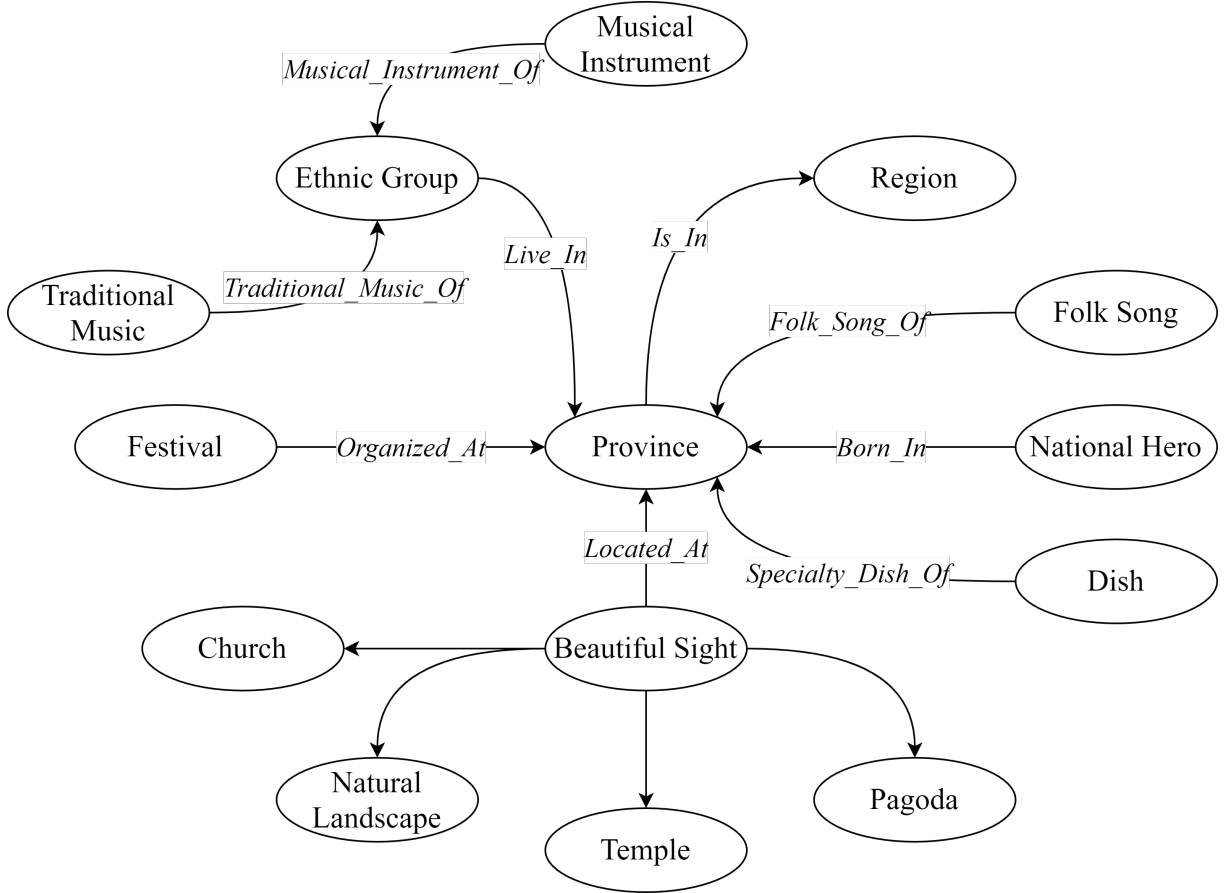 Musical
Instrument
Musical_Instrument_Of
Ethnic Group
Region
Is_In
Live_In
Traditional_Music_Of
Traditional
Music
Folk Song
Folk_Song_Of
Festival
Organized_At
Province
Born_In
National Hero
Located_At
Specialty_Dish_Of
Dish
Church
Beautiful Sight
Natural
Landscape
Pagoda
Temple